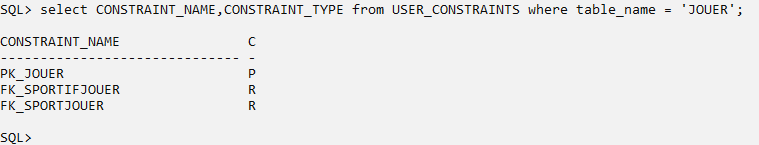 SQL> select CONSTRAINT_NAME,CONSTRAINT_TYPE from USER_CONSTRAINTS where table_name = 'JOUER';
CONSTRAINT_NAME                C
------------------------------ -
PK_JOUER                       P
FK_SPORTIFJOUER                R
FK_SPORTJOUER                  R
SQL>